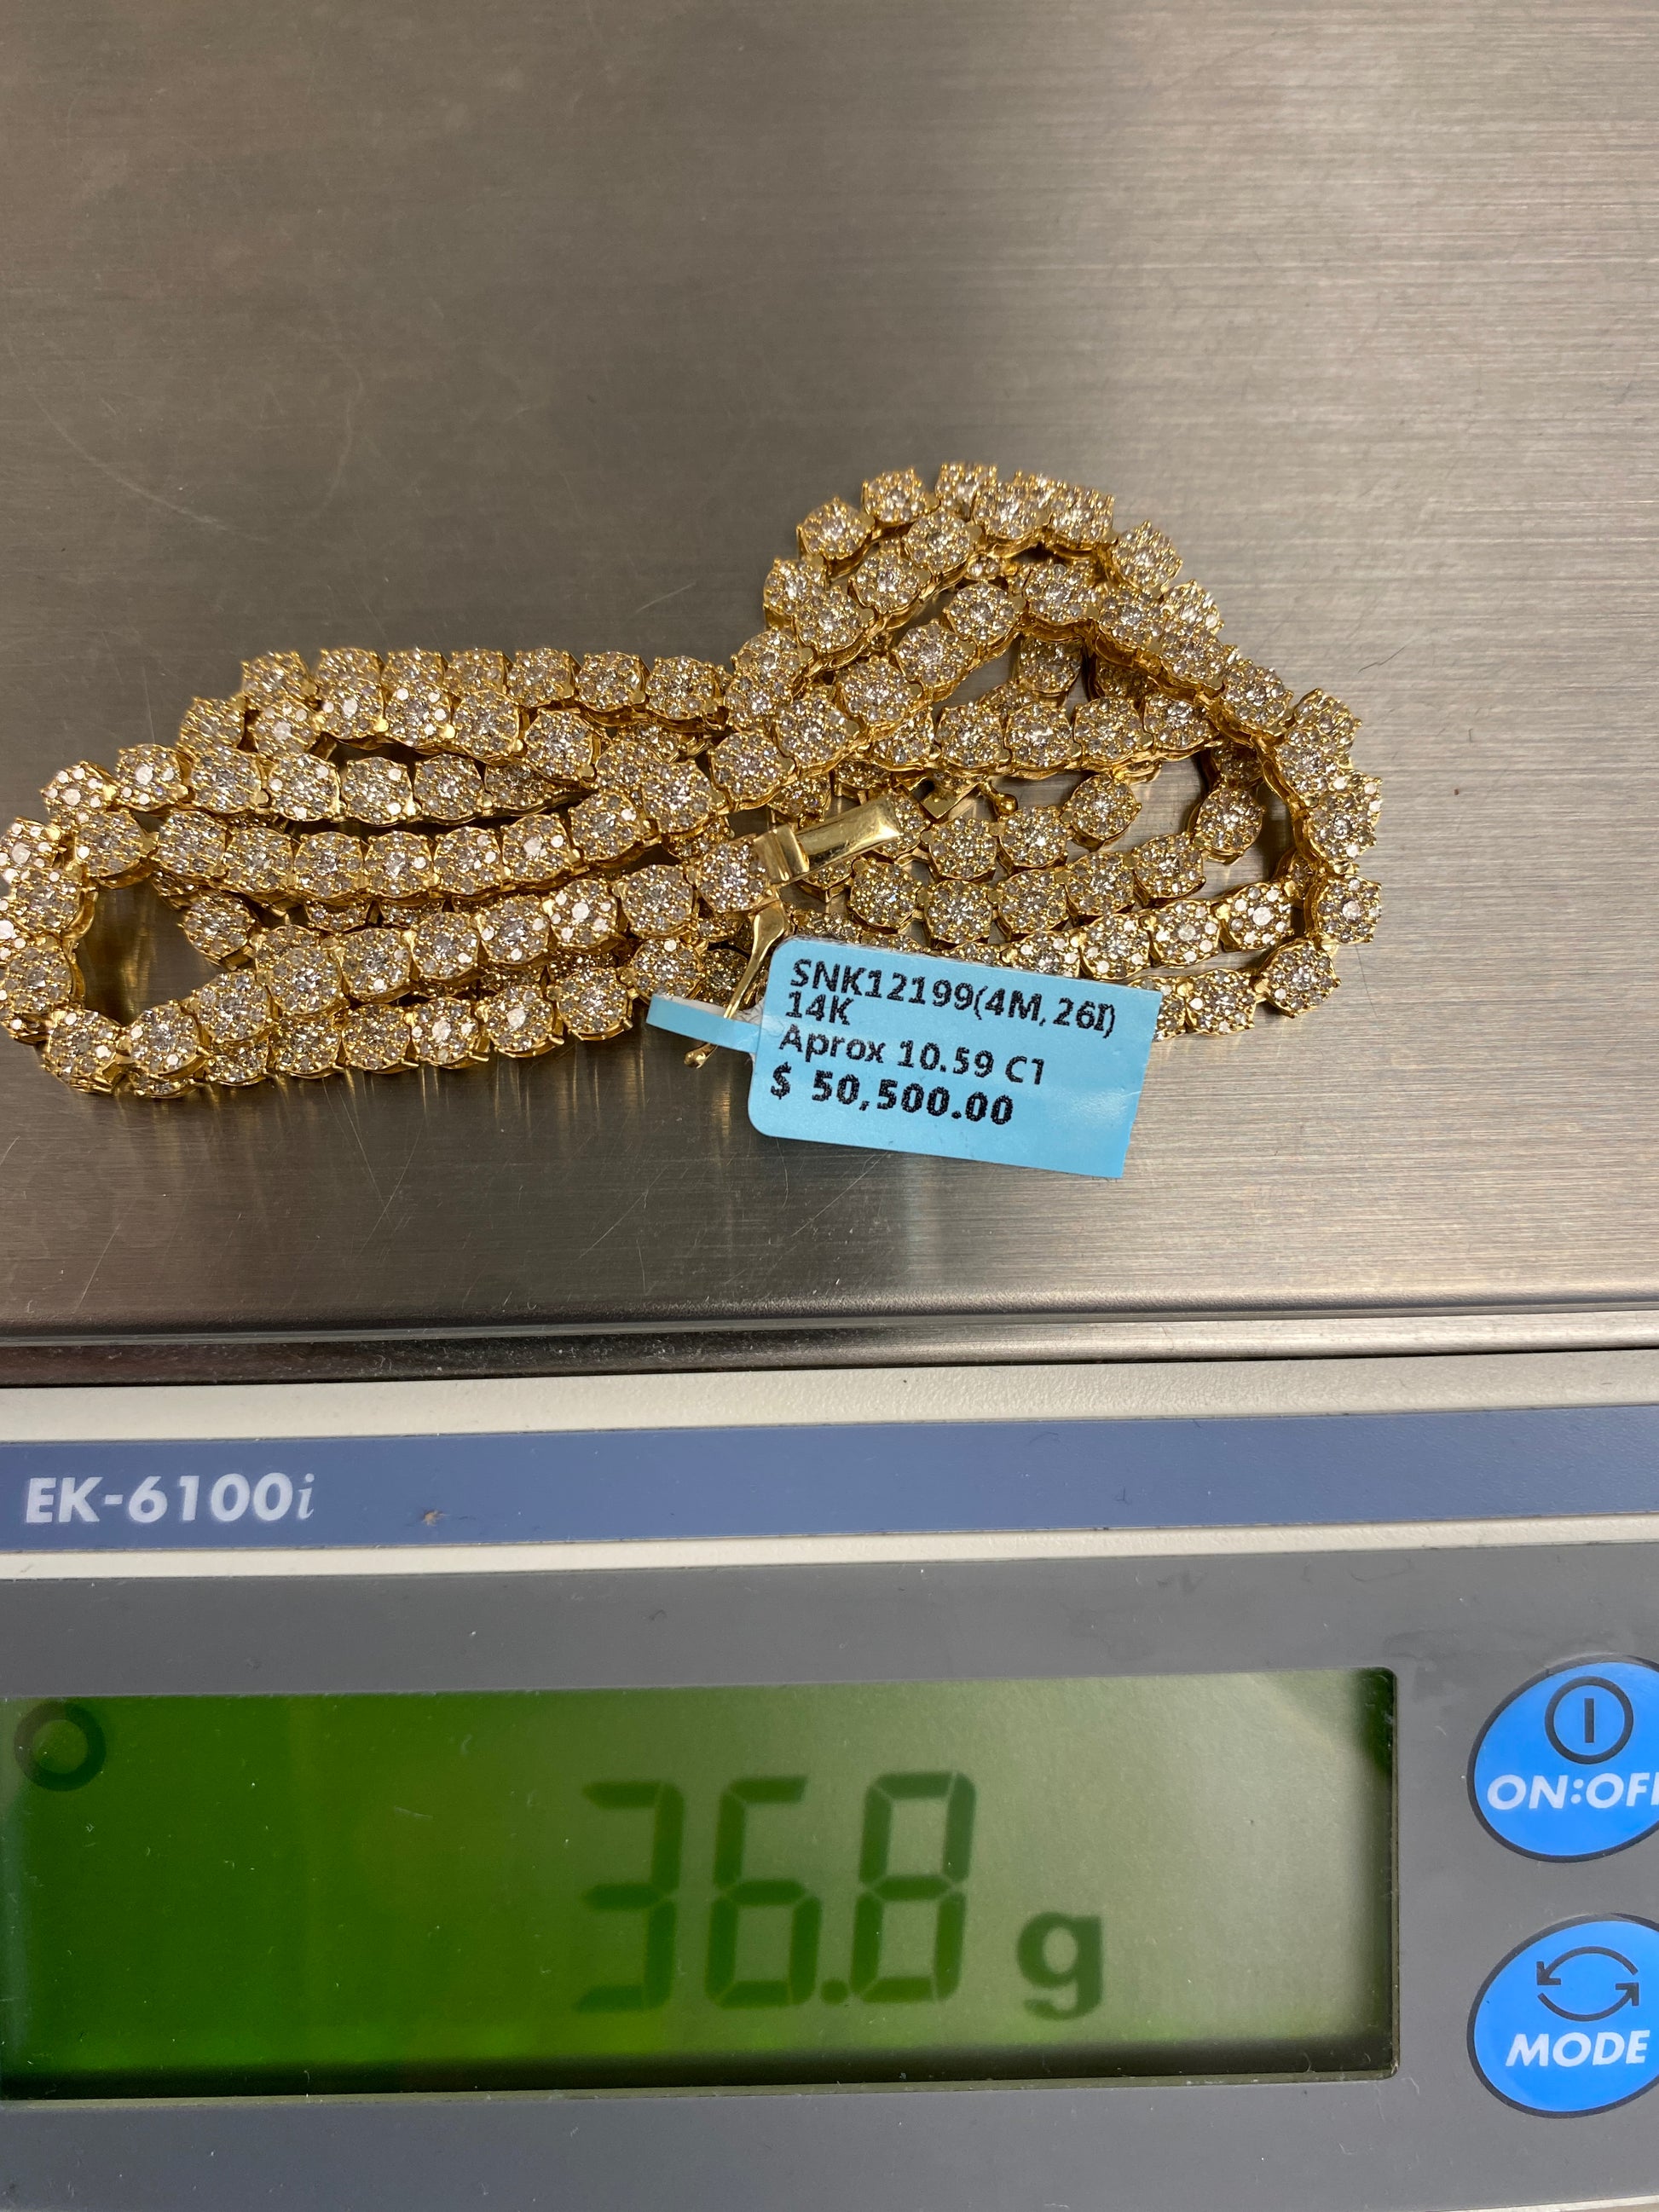 SNK12199(4M,26I)
14K
Aprox 10.59 CT
$ 50,500.00
EK-6100i
36.8 g
ON:OFF
MODE